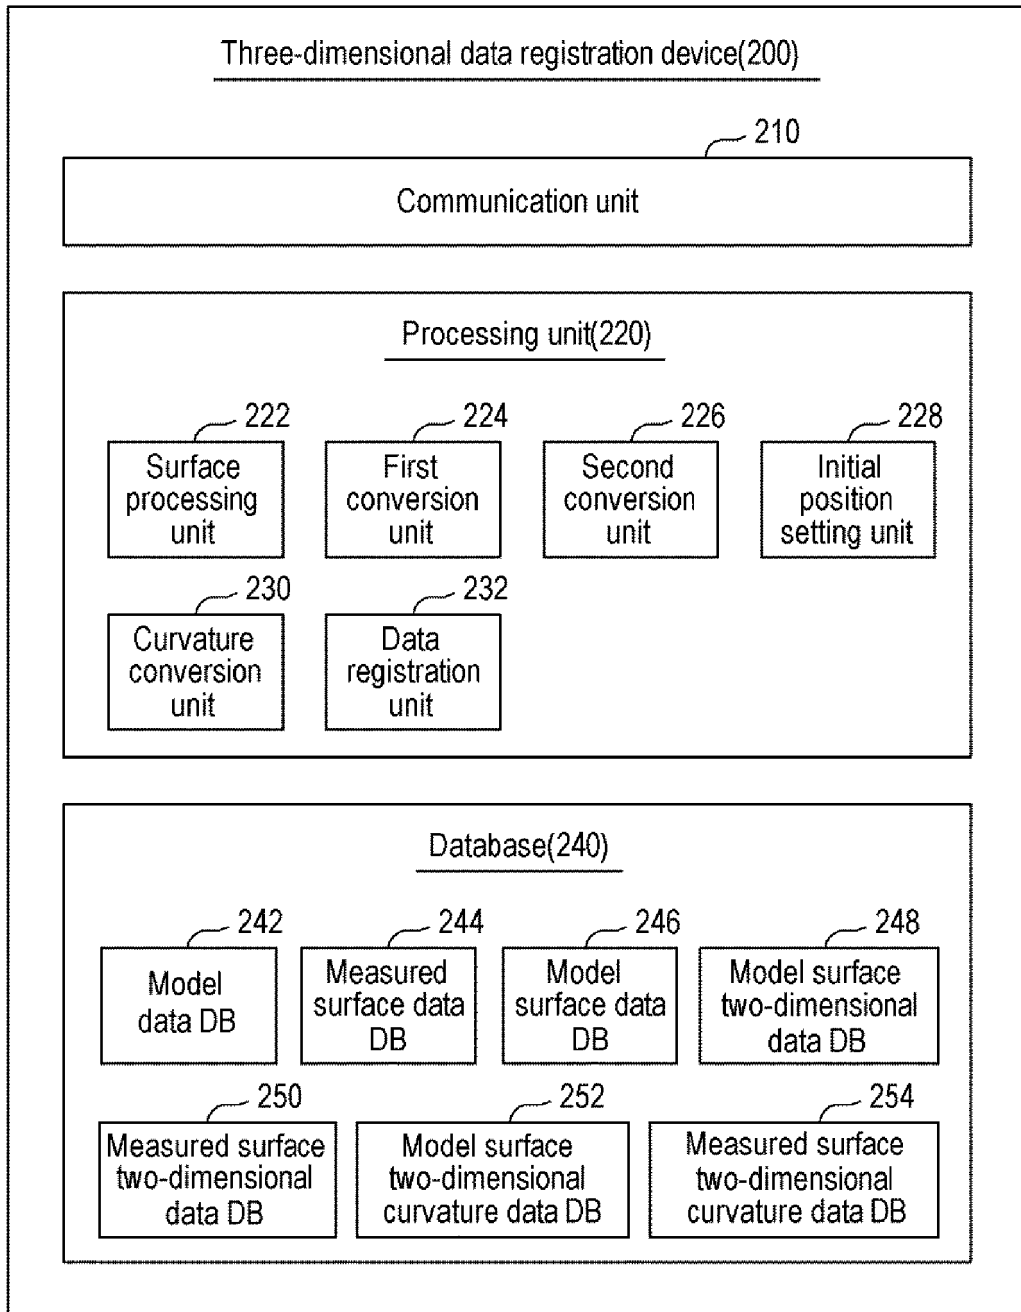 Three-dimensional data registration device(200)
210
Communication unit
Processing unit(220)
222
Surface
processing
unit
224
First
conversion
unit
226
Second
conversion
unit
228
Initial
position
setting unit
230
Curvature
conversion
unit
232
Data
registration
unit
Database(240)
242
Model
data DB
244
Measured
surface data
DB
246
Model
surface data
DB
248
Model surface
two-dimensional
data DB
250
Measured surface
two-dimensional
data DB
252
Model surface
two-dimensional
curvature data DB
254
Measured surface
two-dimensional
curvature data DB